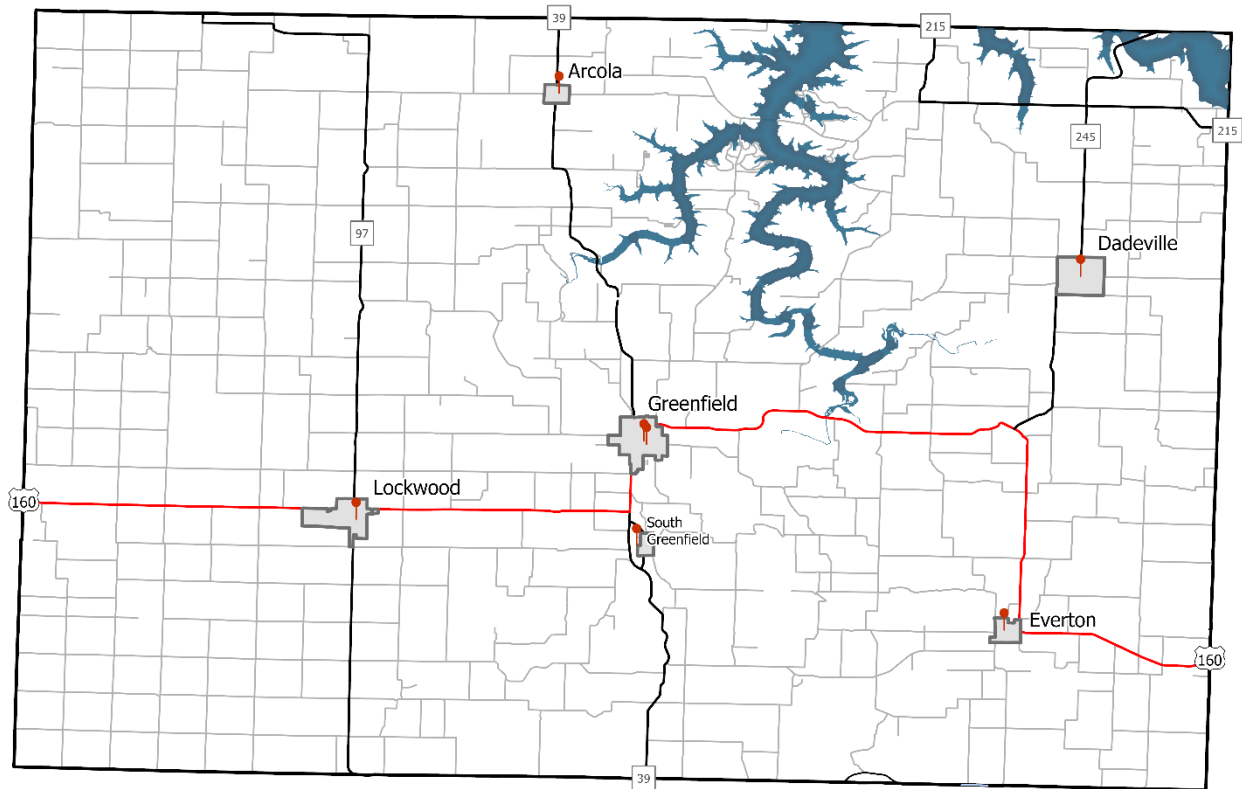 39
215
Arcola
215
245
97
Dadeville
Greenfield
Lockwood
160
South
Greenfield
Everton
160
39